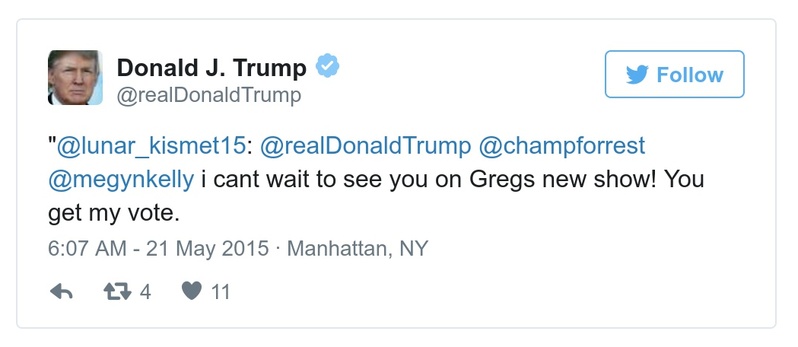 Donald J. Trump
@realDonaldTrump
Follow
"@lunar_kismet15: @realDonaldTrump @champforrest
@megynkelly i cant wait to see you on Gregs new show! You
get my vote.
6:07 AM - 21 May 2015 · Manhattan, NY
4 11